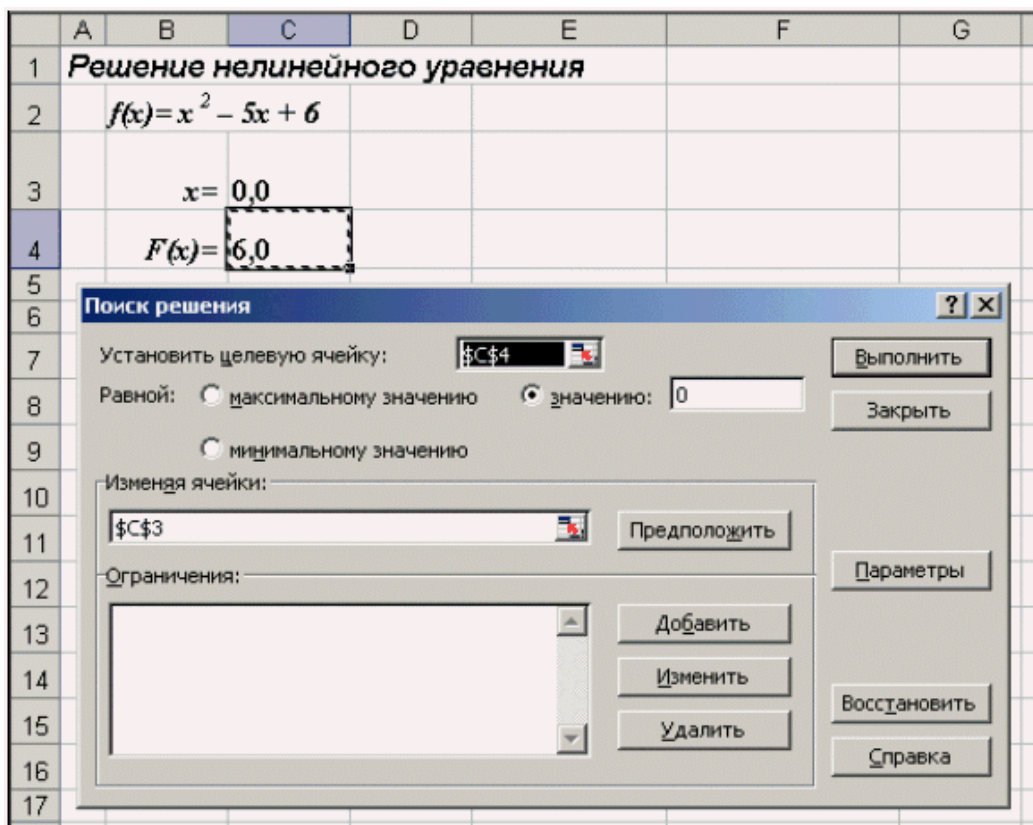 A B C D E F G
1 Решение нелинейного уравнения
2 f(x)= x 2 – 5x + 6
3 x= 0,0
4 F(x)= 6,0
5
6 Поиск решения ? ×
7 Установить целевую ячейку: $C$4 Выполнить
8 Равной: максимальному значению значению: 0 Закрыть
9 минимальному значению
10 Изменяя ячейки:
11 $C$3 Предположить
12 Ограничения: Параметры
13 Добавить
14 Изменить
15 Удалить Восстановить
16 Справка
17